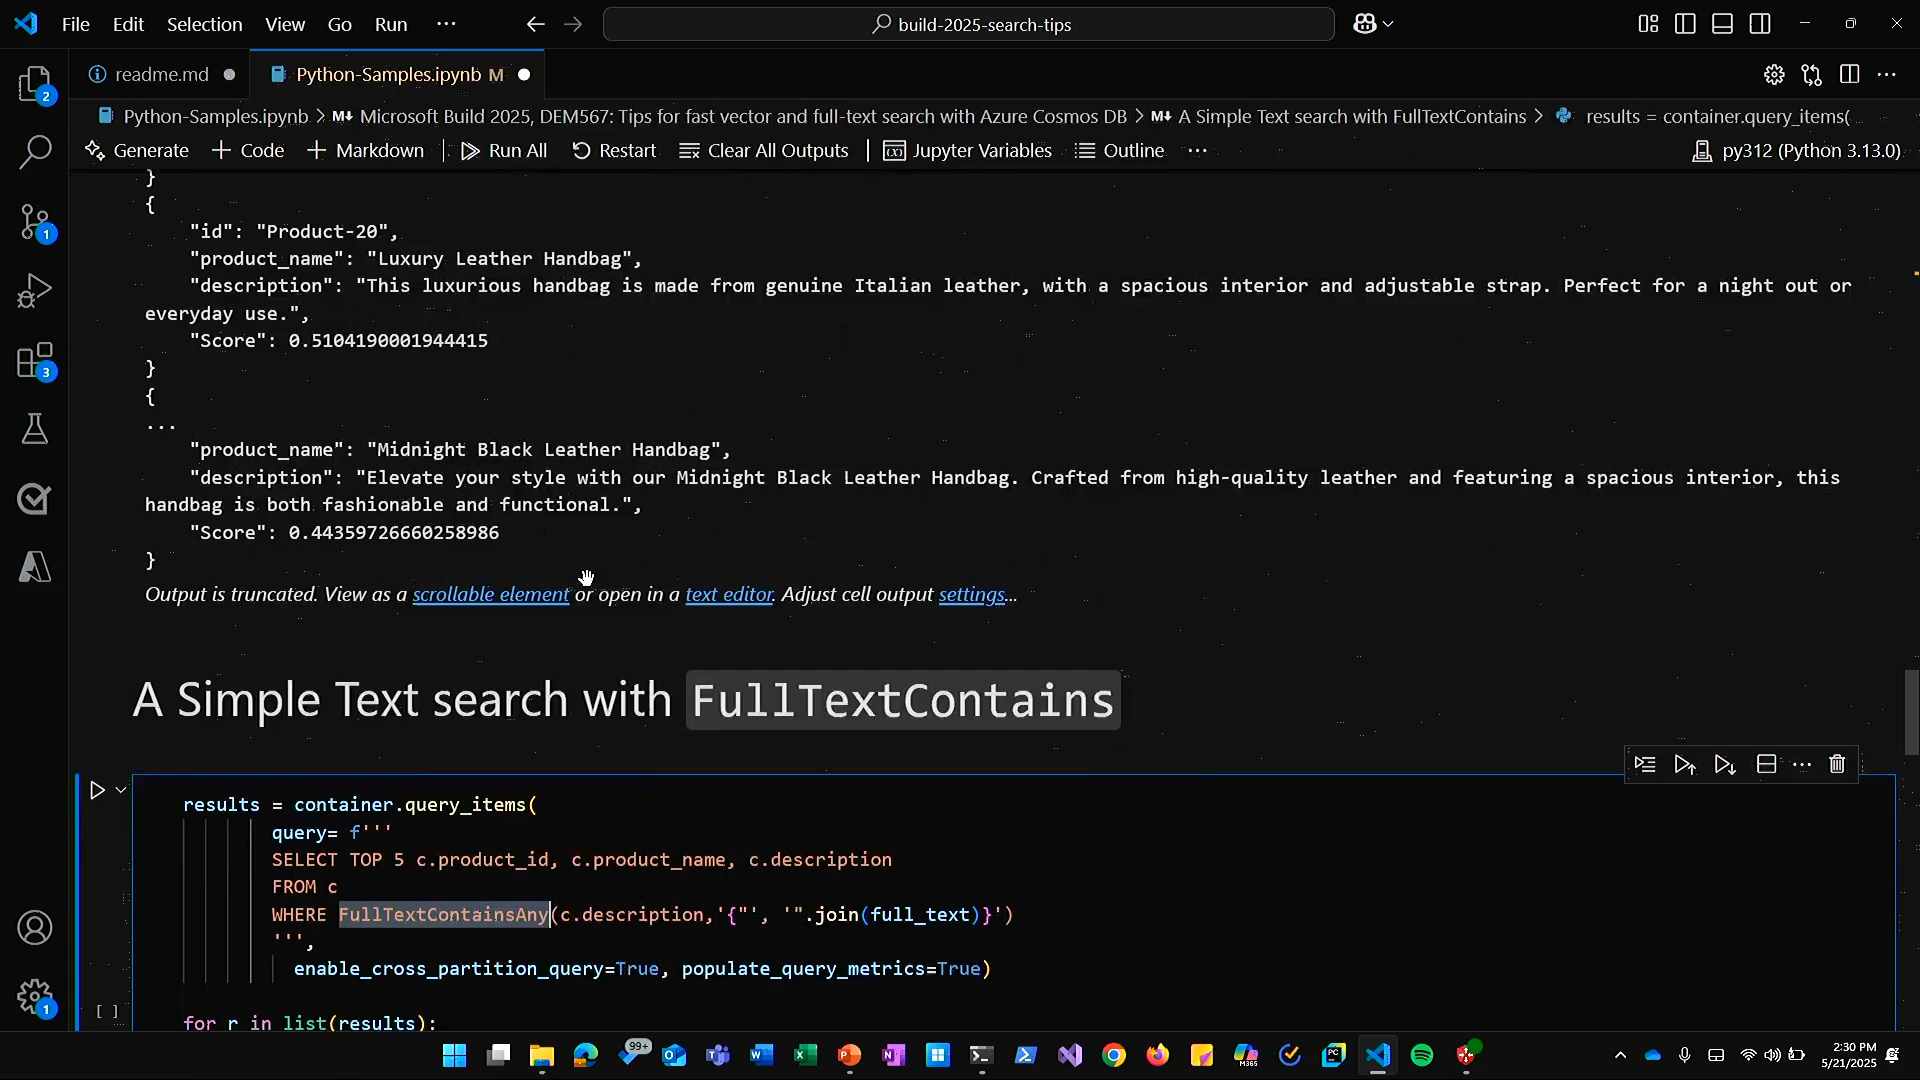 File Edit Selection View Go Run ··· build-2025-search-tips
readme.md Python-Samples.ipynb M
2
Python-Samples.ipynb > M↓ Microsoft Build 2025, DEM567: Tips for fast vector and full-text search with Azure Cosmos DB > M↓ A Simple Text search with FullTextContains > results = container.query_items(
Generate + Code + Markdown Run All Restart Clear All Outputs Jupyter Variables Outline ··· py312 (Python 3.13.0)
}
{
1
"id": "Product-20",
"product_name": "Luxury Leather Handbag",
"description": "This luxurious handbag is made from genuine Italian leather, with a spacious interior and adjustable strap. Perfect for a night out or
everyday use.",
"Score": 0.5104190001944415
}
3
{
...
"product_name": "Midnight Black Leather Handbag",
"description": "Elevate your style with our Midnight Black Leather Handbag. Crafted from high-quality leather and featuring a spacious interior, this
handbag is both fashionable and functional.",
"Score": 0.44359726660258986
}
Output is truncated. View as a scrollable element or open in a text editor. Adjust cell output settings...
A Simple Text search with FullTextContains
results = container.query_items(
query= f'''
SELECT TOP 5 c.product_id, c.product_name, c.description
FROM c
WHERE FullTextContainsAny(c.description,'{"', '".join(full_text)}')
''',
enable_cross_partition_query=True, populate_query_metrics=True)
1
[ ]
for r in list(results):
99+
M365
PC
2:30 PM
5/21/2025